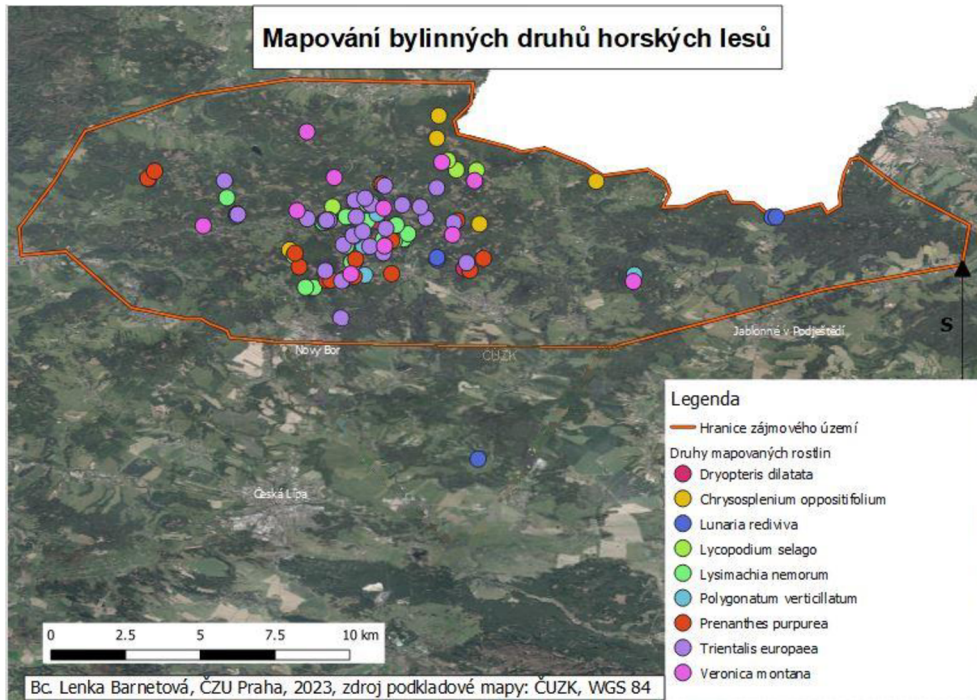 Mapování bylinných druhů horských lesů
S
Jablonné v Podještědí
Nový Bor
ČÚZK
Legenda
Hranice zájmového území
Druhy mapovaných rostlin
Dryopteris dilatata
Chrysosplenium oppositifolium
Lunaria rediviva
Lycopodium selago
Lysimachia nemorum
Polygonatum verticillatum
Prenanthes purpurea
Trientalis europaea
Veronica montana
Česká Lípa
0 2.5 5 7.5 10 km
Bc. Lenka Barnetová, ČZU Praha, 2023, zdroj podkladové mapy: ČUZK, WGS 84